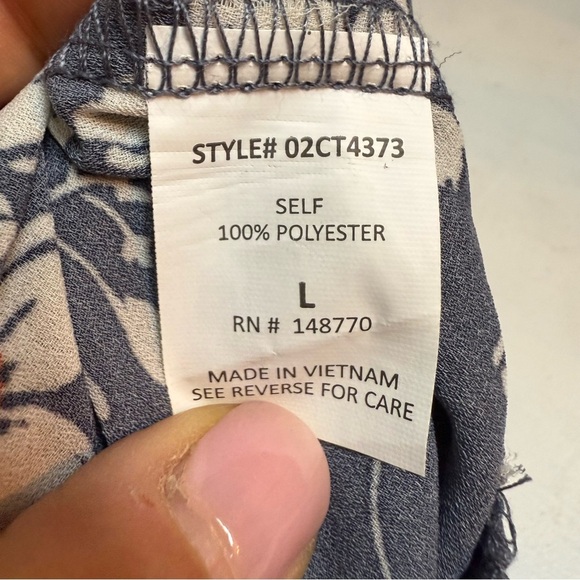 STYLE# 02CT4373
SELF
100% POLYESTER
L
RN # 148770
MADE IN VIETNAM
SEE REVERSE FOR CARE